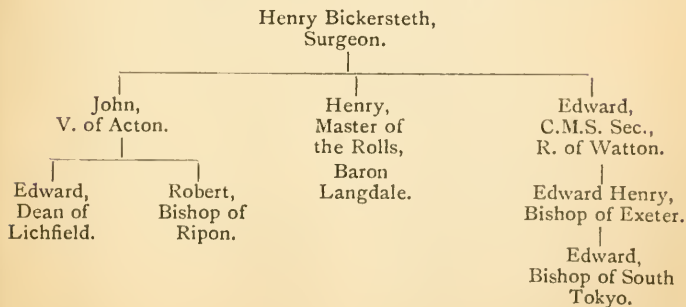 Henry Bickersteth,
Surgeon.
John,
V. of Acton.
Henry,
Master of
the Rolls,
Baron
Langdale.
Edward,
C.M.S. Sec.,
R. of Watton.
Edward,
Dean of
Lichfield.
Robert,
Bishop of
Ripon.
Edward Henry,
Bishop of Exeter.
Edward,
Bishop of South
Tokyo.